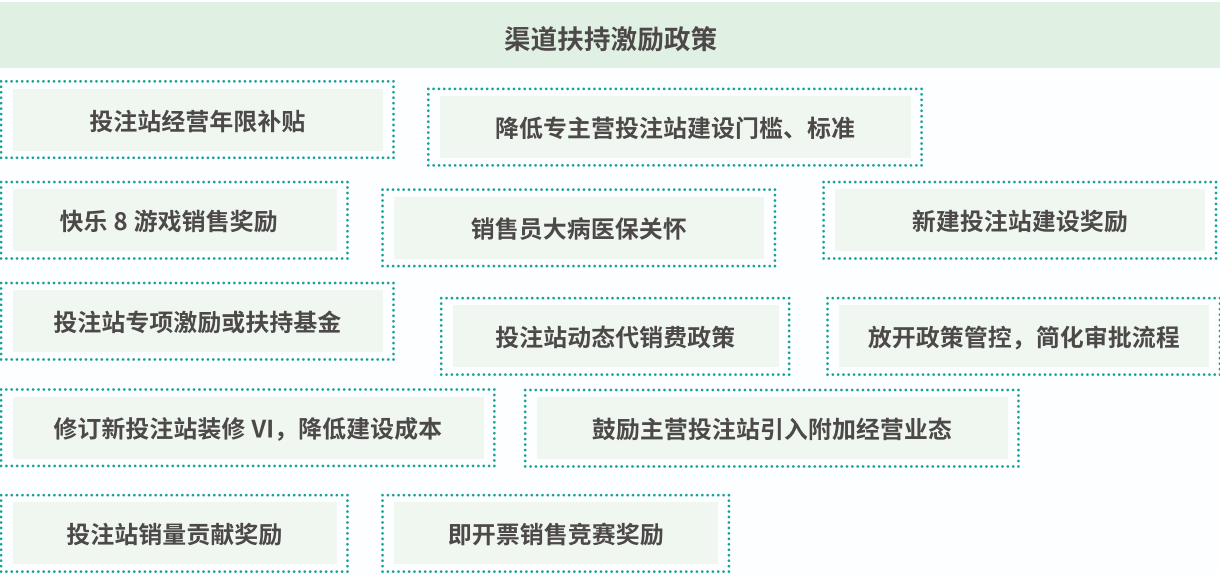 渠道扶持激励政策
投注站经营年限补贴
降低专主营投注站建设门槛、标准
快乐 8 游戏销售奖励
销售员大病医保关怀
新建投注站建设奖励
投注站专项激励或扶持基金
投注站动态代销费政策
放开政策管控，简化审批流程
修订新投注站装修 VI，降低建设成本
鼓励主营投注站引入附加经营业态
投注站销量贡献奖励
即开票销售竞赛奖励